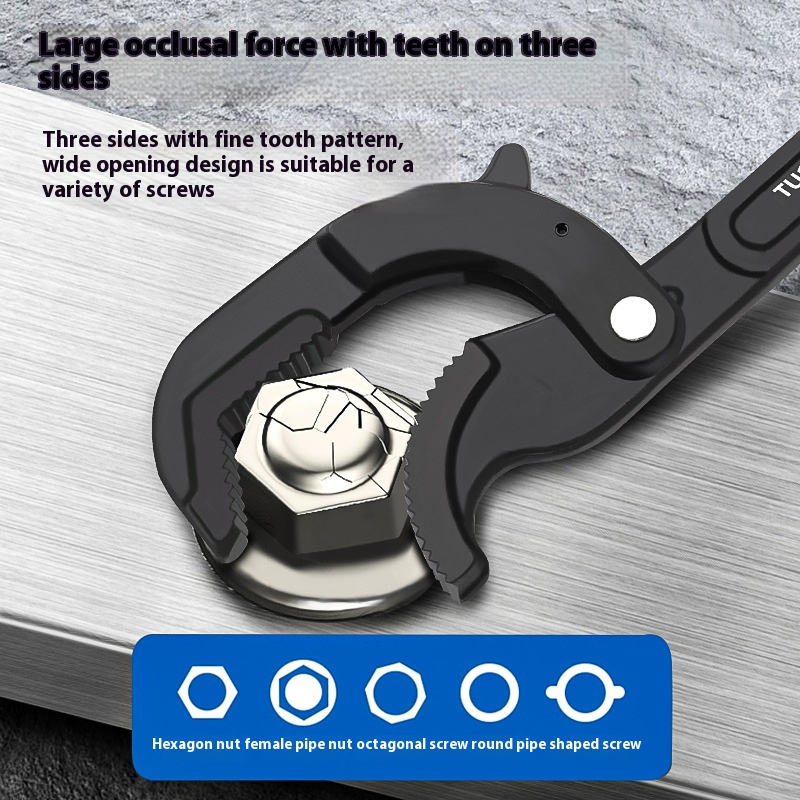 Large occlusal force with teeth on three
sides
Three sides with fine tooth pattern,
wide opening design is suitable for a
variety of screws
Hexagon nut female pipe nut octagonal screw round pipe shaped screw